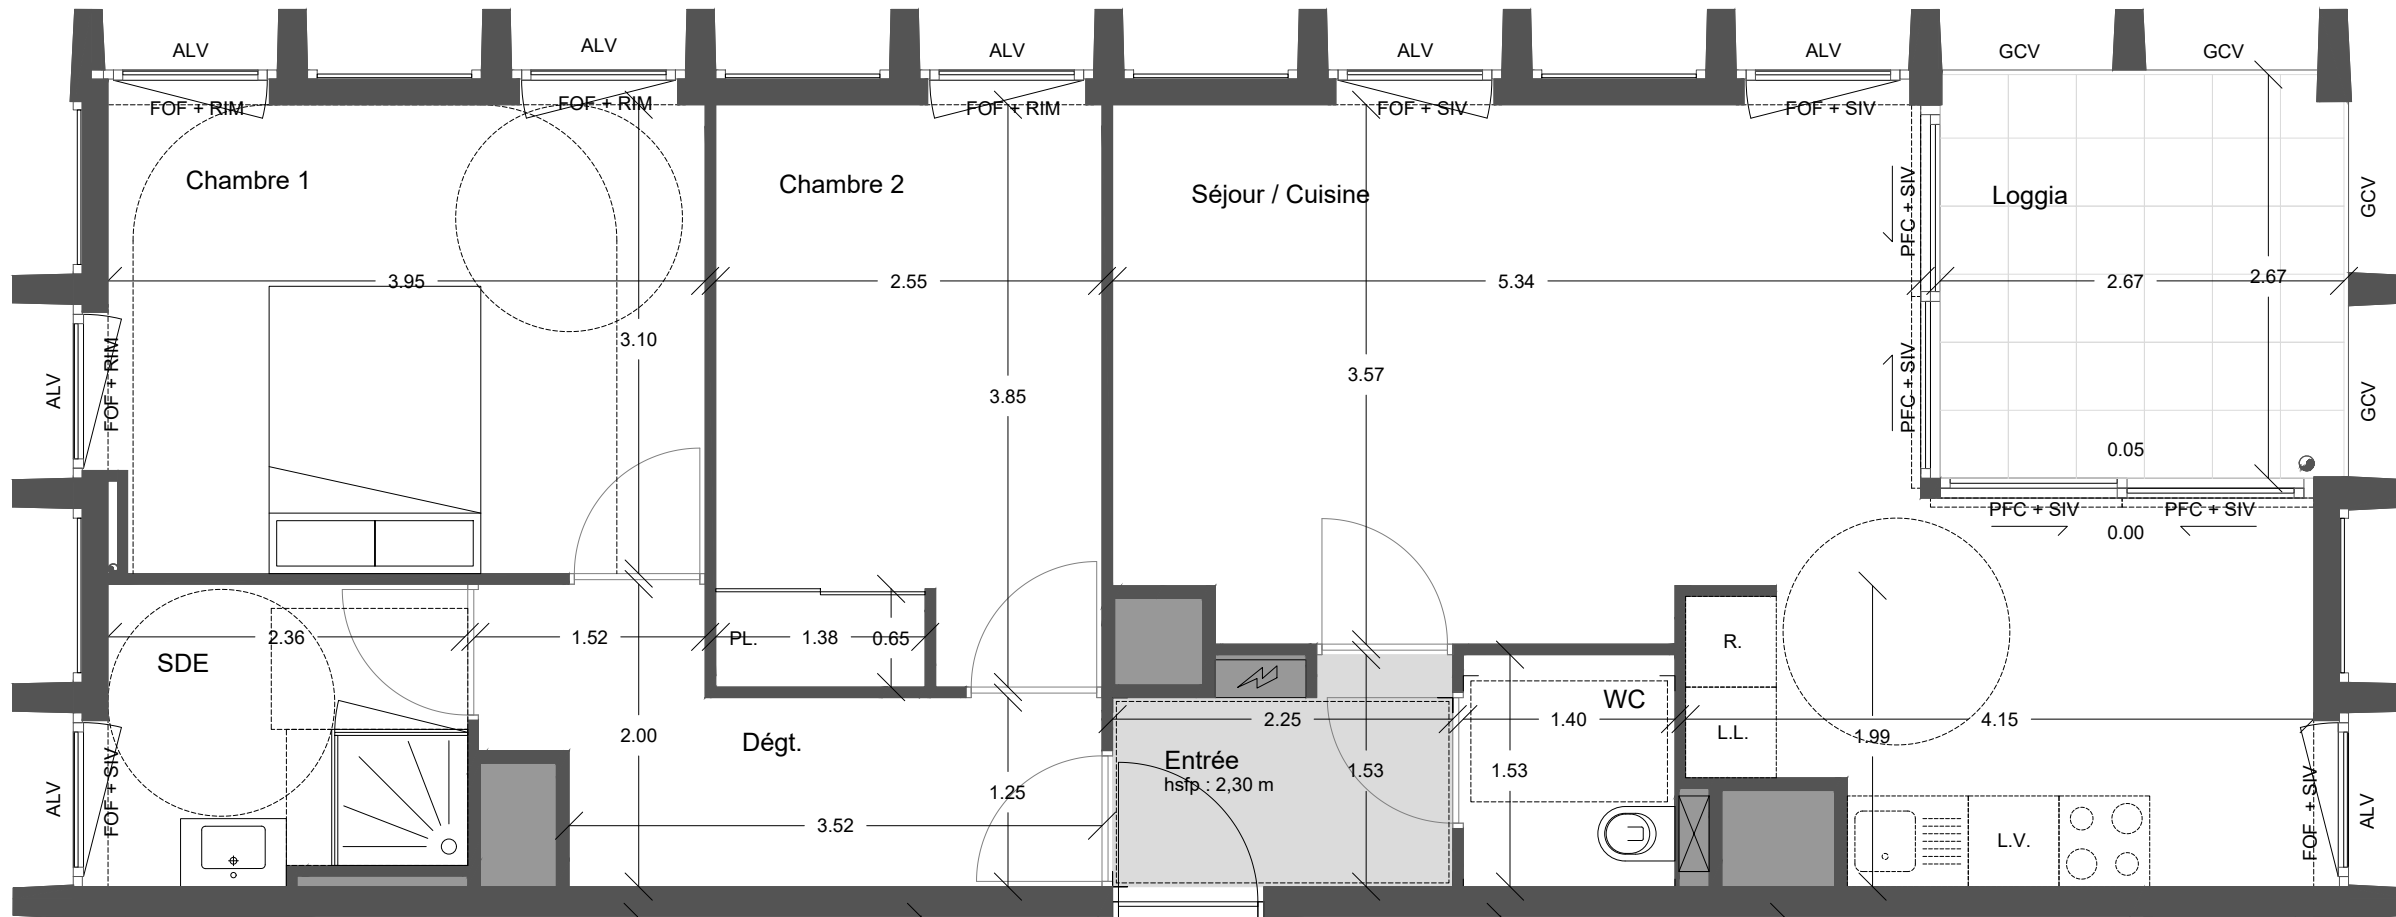 ALV
ALV
ALV
ALV
ALV
GCV
GCV
FOF + RIM
FOF + RIM
FOF + RIM
FOF + SIV
FOF + SIV
Chambre 1
Chambre 2
Séjour / Cuisine
Loggia
PFC + SIV
GCV
3.95
2.55
5.34
2.67
2.67
3.10
3.57
3.85
ALV
FOF + RIM
PFC + SIV
GCV
0.05
PFC + SIV
PFC + SIV
0.00
2.36
1.52
PL.
1.38
0.65
R.
SDE
WC
2.00
Dégt.
2.25
1.40
L.L.
4.15
1.99
Entrée
hsfp : 2,30 m
1.53
1.53
1.25
ALV
FOF + SIV
3.52
L.V.
FOF + SIV
ALV